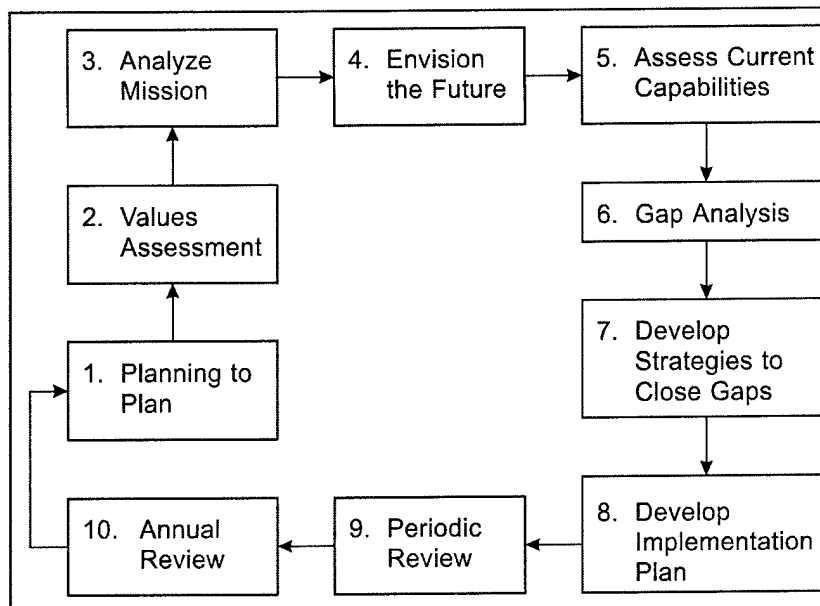 1. Planning to
Plan
2. Values
Assessment
3. Analyze
Mission
4. Envision
the Future
5. Assess Current
Capabilities
6. Gap Analysis
7. Develop
Strategies to
Close Gaps
8. Develop
Implementation
Plan
9. Periodic
Review
10. Annual
Review